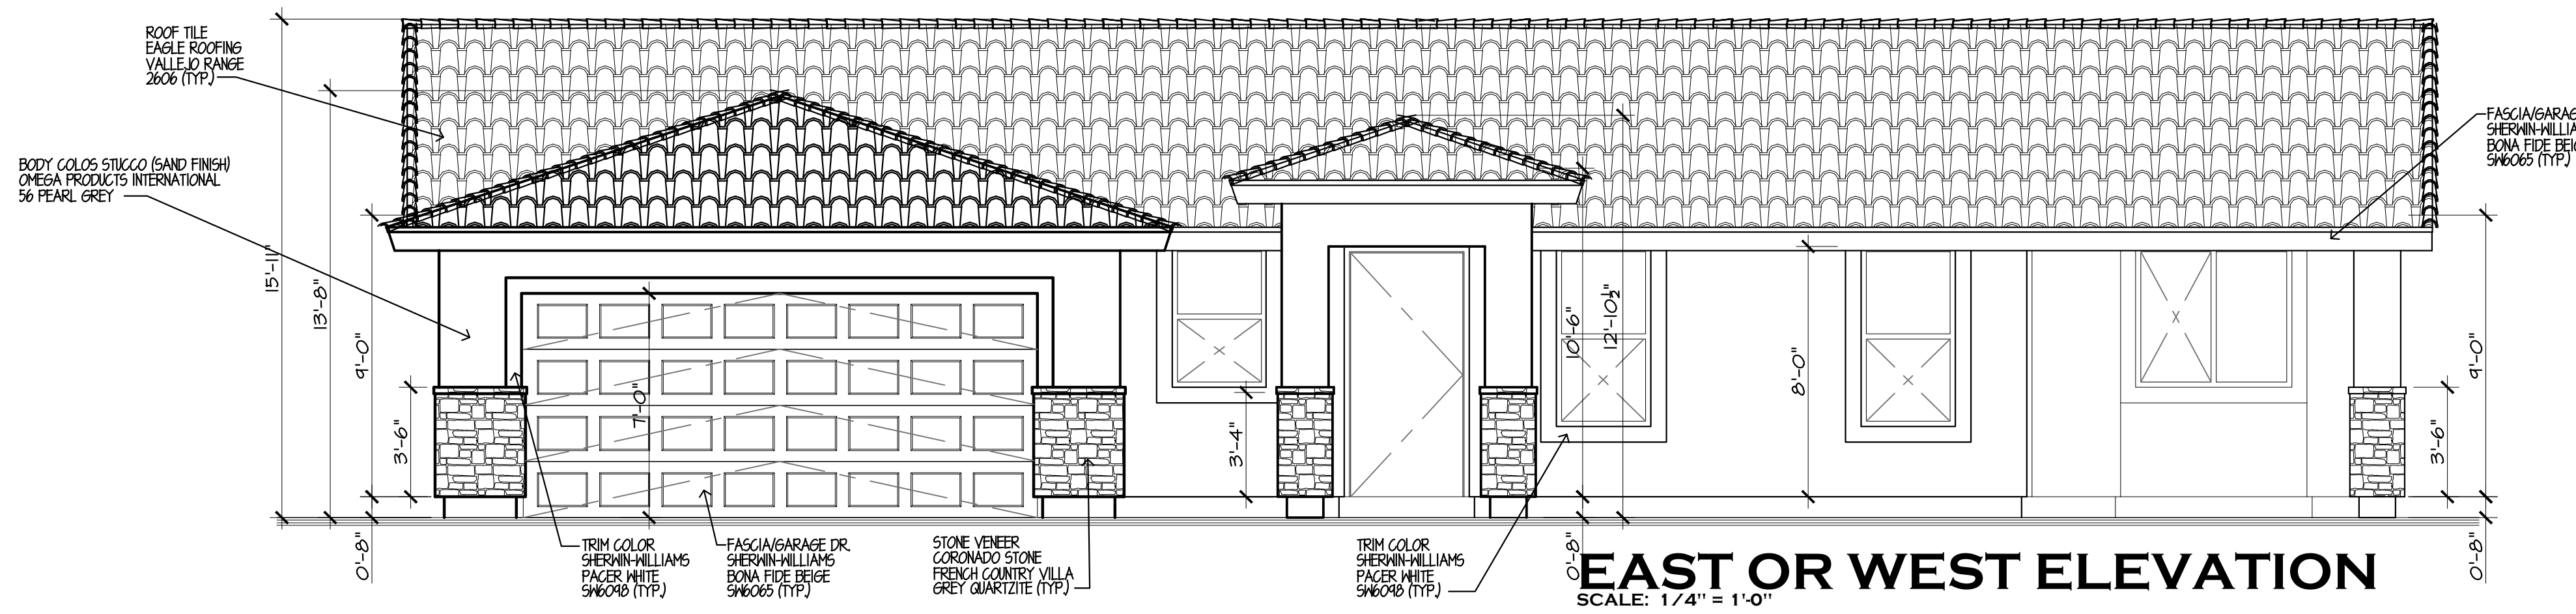 ROOF TILE
EAGLE ROOFING
VALLEJO RANGE
2606 (TYP.)
BODY COLOS STUCCO (SAND FINISH)
OMEGA PRODUCTS INTERNATIONAL
56 PEARL GREY
15'-11"
13'-8"
9'-0"
3'-6"
0'-8"
7'-0"
3'-4"
10'-6"
12'-10½"
0'-8"
8'-0"
9'-0"
3'-6"
0'-8"
FASCIA/GARAG
SHERWIN-WILLIA
BONA FIDE BEIG
SW6065 (TYP.)
TRIM COLOR
SHERWIN-WILLIAMS
PACER WHITE
SW6098 (TYP.)
FASCIA/GARAGE DR.
SHERWIN-WILLIAMS
BONA FIDE BEIGE
SW6065 (TYP.)
STONE VENEER
CORONADO STONE
FRENCH COUNTRY VILLA
GREY QUARTZITE (TYP.)
TRIM COLOR
SHERWIN-WILLIAMS
PACER WHITE
SW6098 (TYP.)
EAST OR WEST ELEVATION
SCALE: 1/4" = 1'-0"